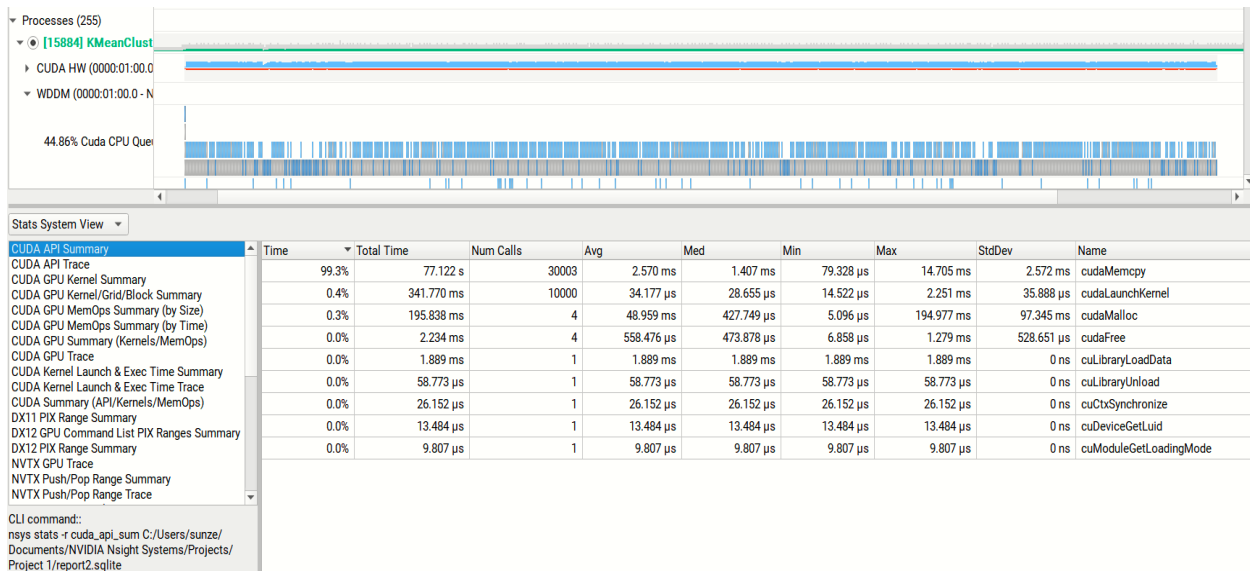 Processes (255)
[15884] KMeanClust
CUDA HW (0000:01:00.0
WDDM (0000:01:00.0 - N
44.86% Cuda CPU Queu
Stats System View
CUDA API Summary
CUDA API Trace
CUDA GPU Kernel Summary
CUDA GPU Kernel/Grid/Block Summary
CUDA GPU MemOps Summary (by Size)
CUDA GPU MemOps Summary (by Time)
CUDA GPU Summary (Kernels/MemOps)
CUDA GPU Trace
CUDA Kernel Launch & Exec Time Summary
CUDA Kernel Launch & Exec Time Trace
CUDA Summary (API/Kernels/MemOps)
DX11 PIX Range Summary
DX12 GPU Command List PIX Ranges Summary
DX12 PIX Range Summary
NVTX GPU Trace
NVTX Push/Pop Range Summary
NVTX Push/Pop Range Trace
CLI command::
nsys stats -r cuda_api_sum C:/Users/sunze/
Documents/NVIDIA Nsight Systems/Projects/
Project 1/report2.sqlite
Time Total Time Num Calls Avg Med Min Max StdDev Name
99.3% 77.122 s 30003 2.570 ms 1.407 ms 79.328 μs 14.705 ms 2.572 ms cudaMemcpy
0.4% 341.770 ms 10000 34.177 μs 28.655 μs 14.522 μs 2.251 ms 35.888 μs cudaLaunchKernel
0.3% 195.838 ms 4 48.959 ms 427.749 μs 5.096 μs 194.977 ms 97.345 ms cudaMalloc
0.0% 2.234 ms 4 558.476 μs 473.878 μs 6.858 μs 1.279 ms 528.651 μs cudaFree
0.0% 1.889 ms 1 1.889 ms 1.889 ms 1.889 ms 1.889 ms 0 ns cuLibraryLoadData
0.0% 58.773 μs 1 58.773 μs 58.773 μs 58.773 μs 58.773 μs 0 ns cuLibraryUnload
0.0% 26.152 μs 1 26.152 μs 26.152 μs 26.152 μs 26.152 μs 0 ns cuCtxSynchronize
0.0% 13.484 μs 1 13.484 μs 13.484 μs 13.484 μs 13.484 μs 0 ns cuDeviceGetLuid
0.0% 9.807 μs 1 9.807 μs 9.807 μs 9.807 μs 9.807 μs 0 ns cuModuleGetLoadingMode